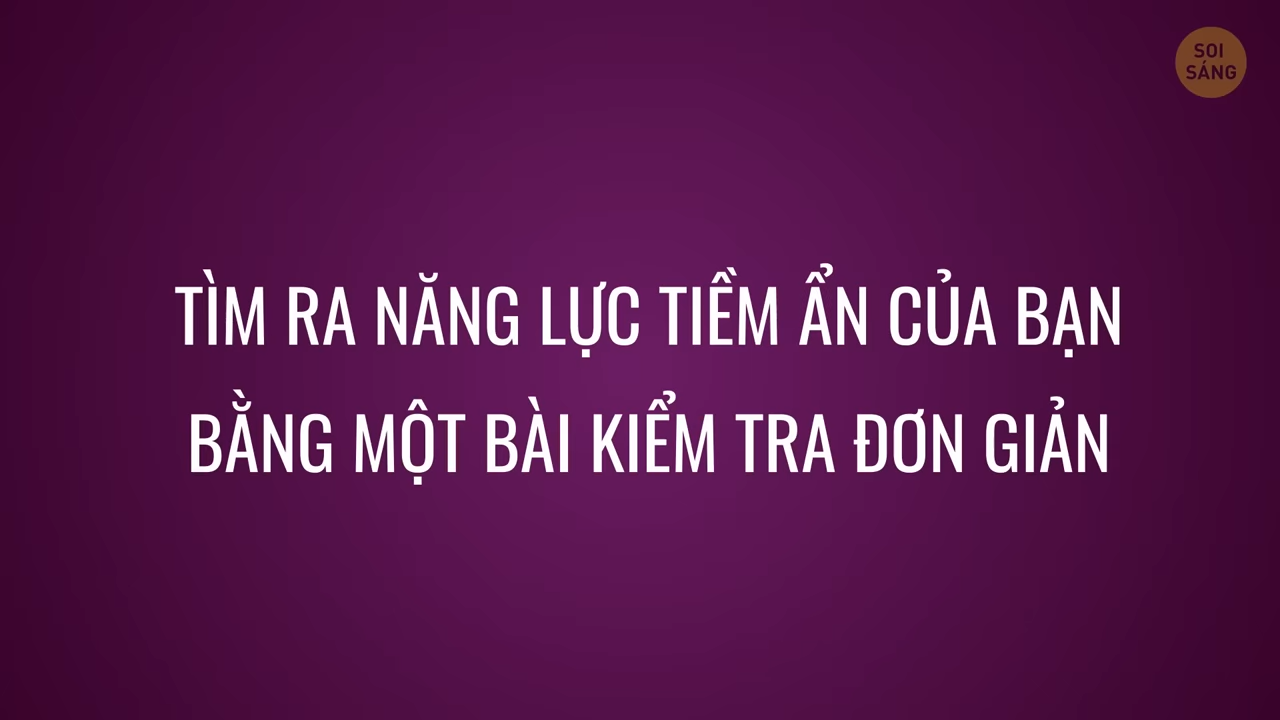 SOI
SÁNG
TÌM RA NĂNG LỰC TIỀM ẨN CỦA BẠN
BẰNG MỘT BÀI KIỂM TRA ĐƠN GIẢN